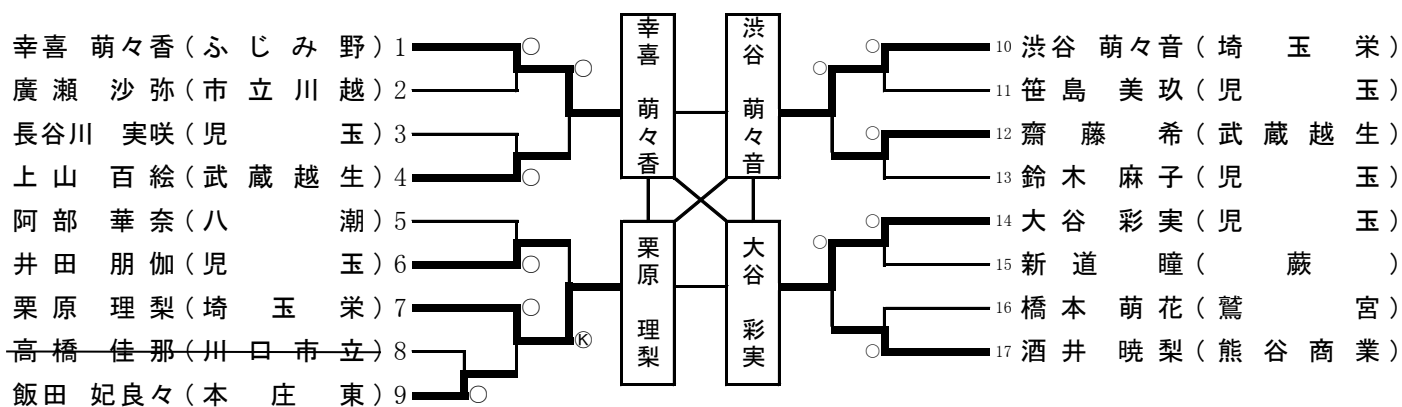 幸喜 萌々香(ふじみ野) 1 ○
廣瀬 沙弥(市立川越) 2 ○
長谷川 実咲(児玉) 3
上山 百絵(武蔵越生) 4 ○
阿部 華奈(八潮) 5
井田 朋伽(児玉) 6 ○
栗原 理梨(埼玉栄) 7 ○
高橋 佳那(川口市立) 8 Ⓚ
飯田 妃良々(本庄東) 9 ○
幸喜 萌々香
渋谷 萌々音
栗原 理梨
大谷 彩実
○ 10 渋谷 萌々音(埼玉栄)
○ 11 笹島 美玖(児玉)
○ 12 齋藤 希(武蔵越生)
13 鈴木 麻子(児玉)
○ 14 大谷 彩実(児玉)
○ 15 新道 瞳(蕨)
16 橋本 萌花(鷲宮)
○ 17 酒井 暁梨(熊谷商業)